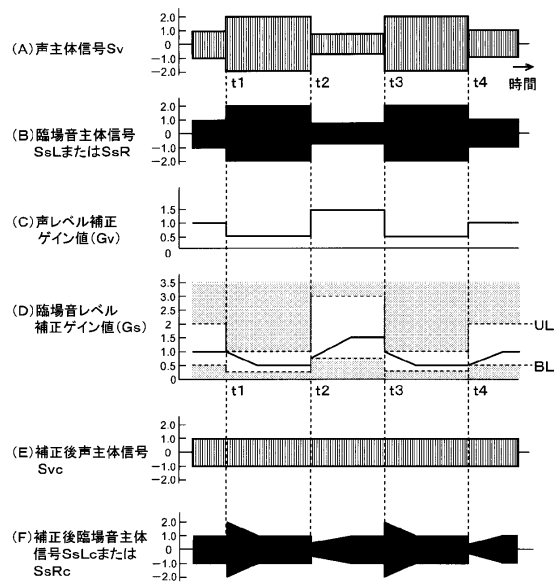 (A)声主体信号Sv
2.0
1.0
0
-1.0
-2.0
t1
t2
t3
t4
時間
(B)臨場音主体信号
SsLまたはSsR
2.0
1.0
0
-1.0
-2.0
(C)声レベル補正
ゲイン値(Gv)
1.5
1.0
0.5
0
(D)臨場音レベル
補正ゲイン値(Gs)
3.5
3.0
2
1.0
0.5
0
UL
BL
t1
t2
t3
t4
(E)補正後声主体信号
Svc
2.0
1.0
0
-1.0
-2.0
(F)補正後臨場音主体
信号SsLcまたは
SsRc
2.0
1.0
0
-1.0
-2.0